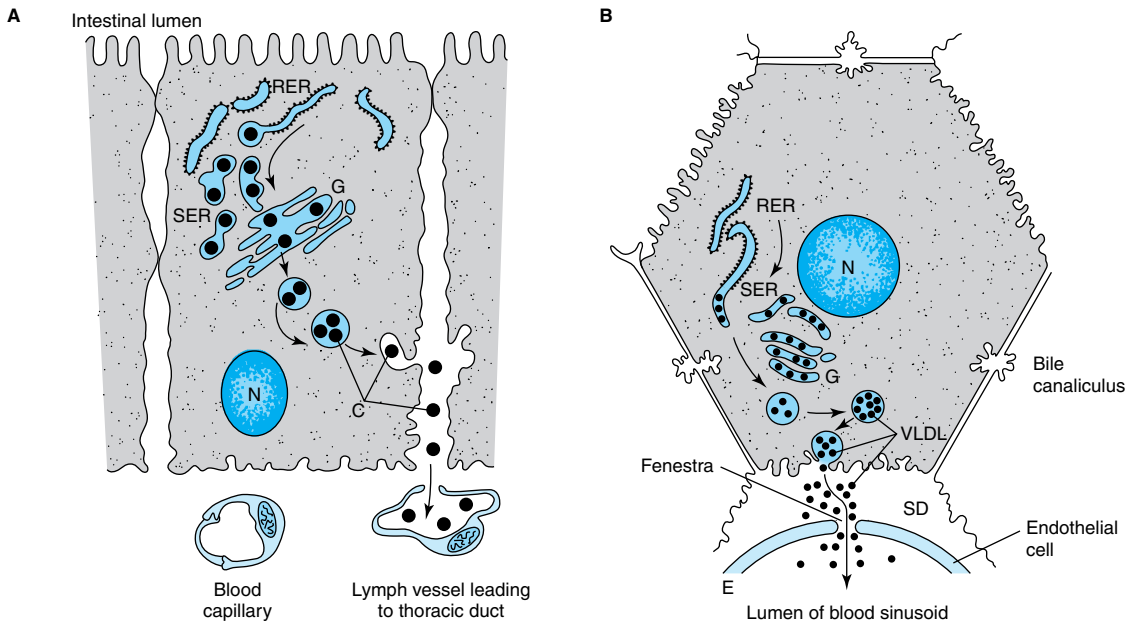 A
Intestinal lumen
RER
SER
G
N
C
Blood
capillary
Lymph vessel leading
to thoracic duct
B
RER
N
SER
G
Bile
canaliculus
VLDL
Fenestra
SD
Endothelial
cell
E
Lumen of blood sinusoid